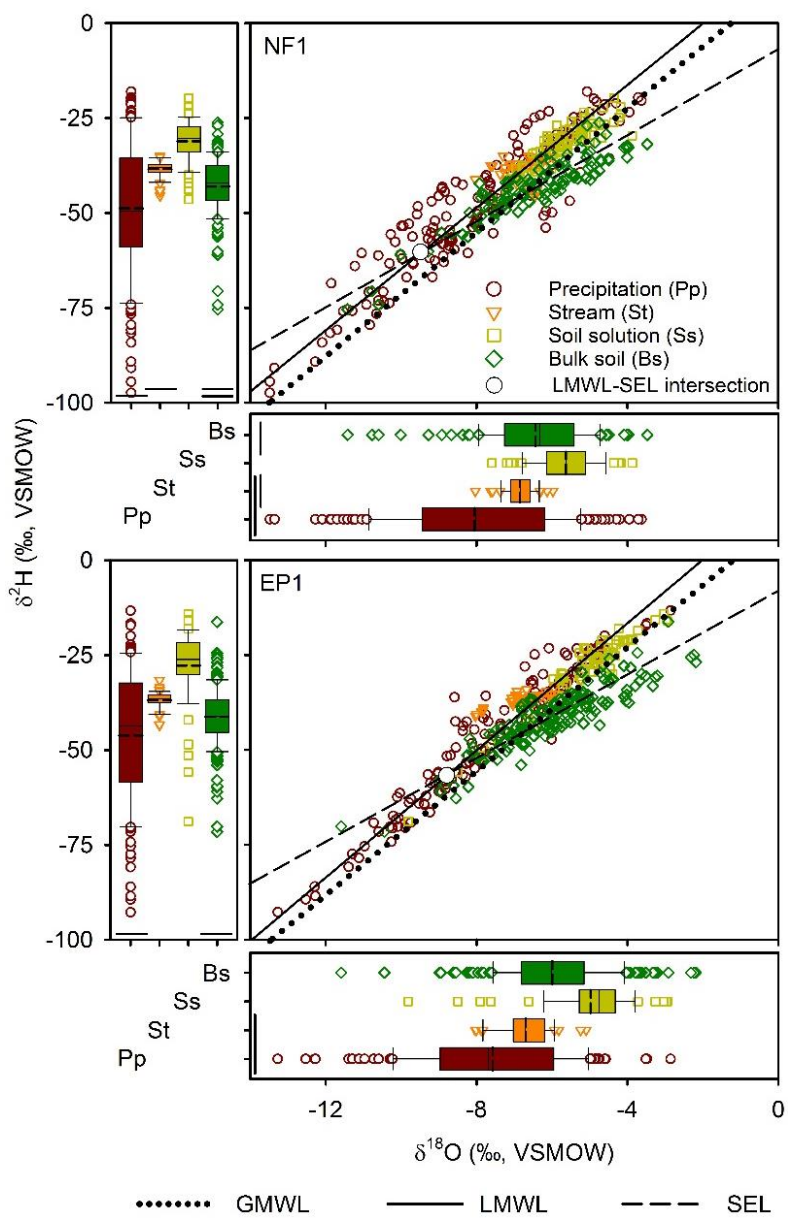 0
-25
-50
-75
-100
NF1
Precipitation (Pp)
Stream (St)
Soil solution (Ss)
Bulk soil (Bs)
LMWL-SEL intersection
Bs
Ss
St
Pp
δ²H (‰, VSMOW)
0
-25
-50
-75
-100
EP1
Bs
Ss
St
Pp
-12 -8 -4 0
δ¹⁸O (‰, VSMOW)
GMWL LMWL SEL